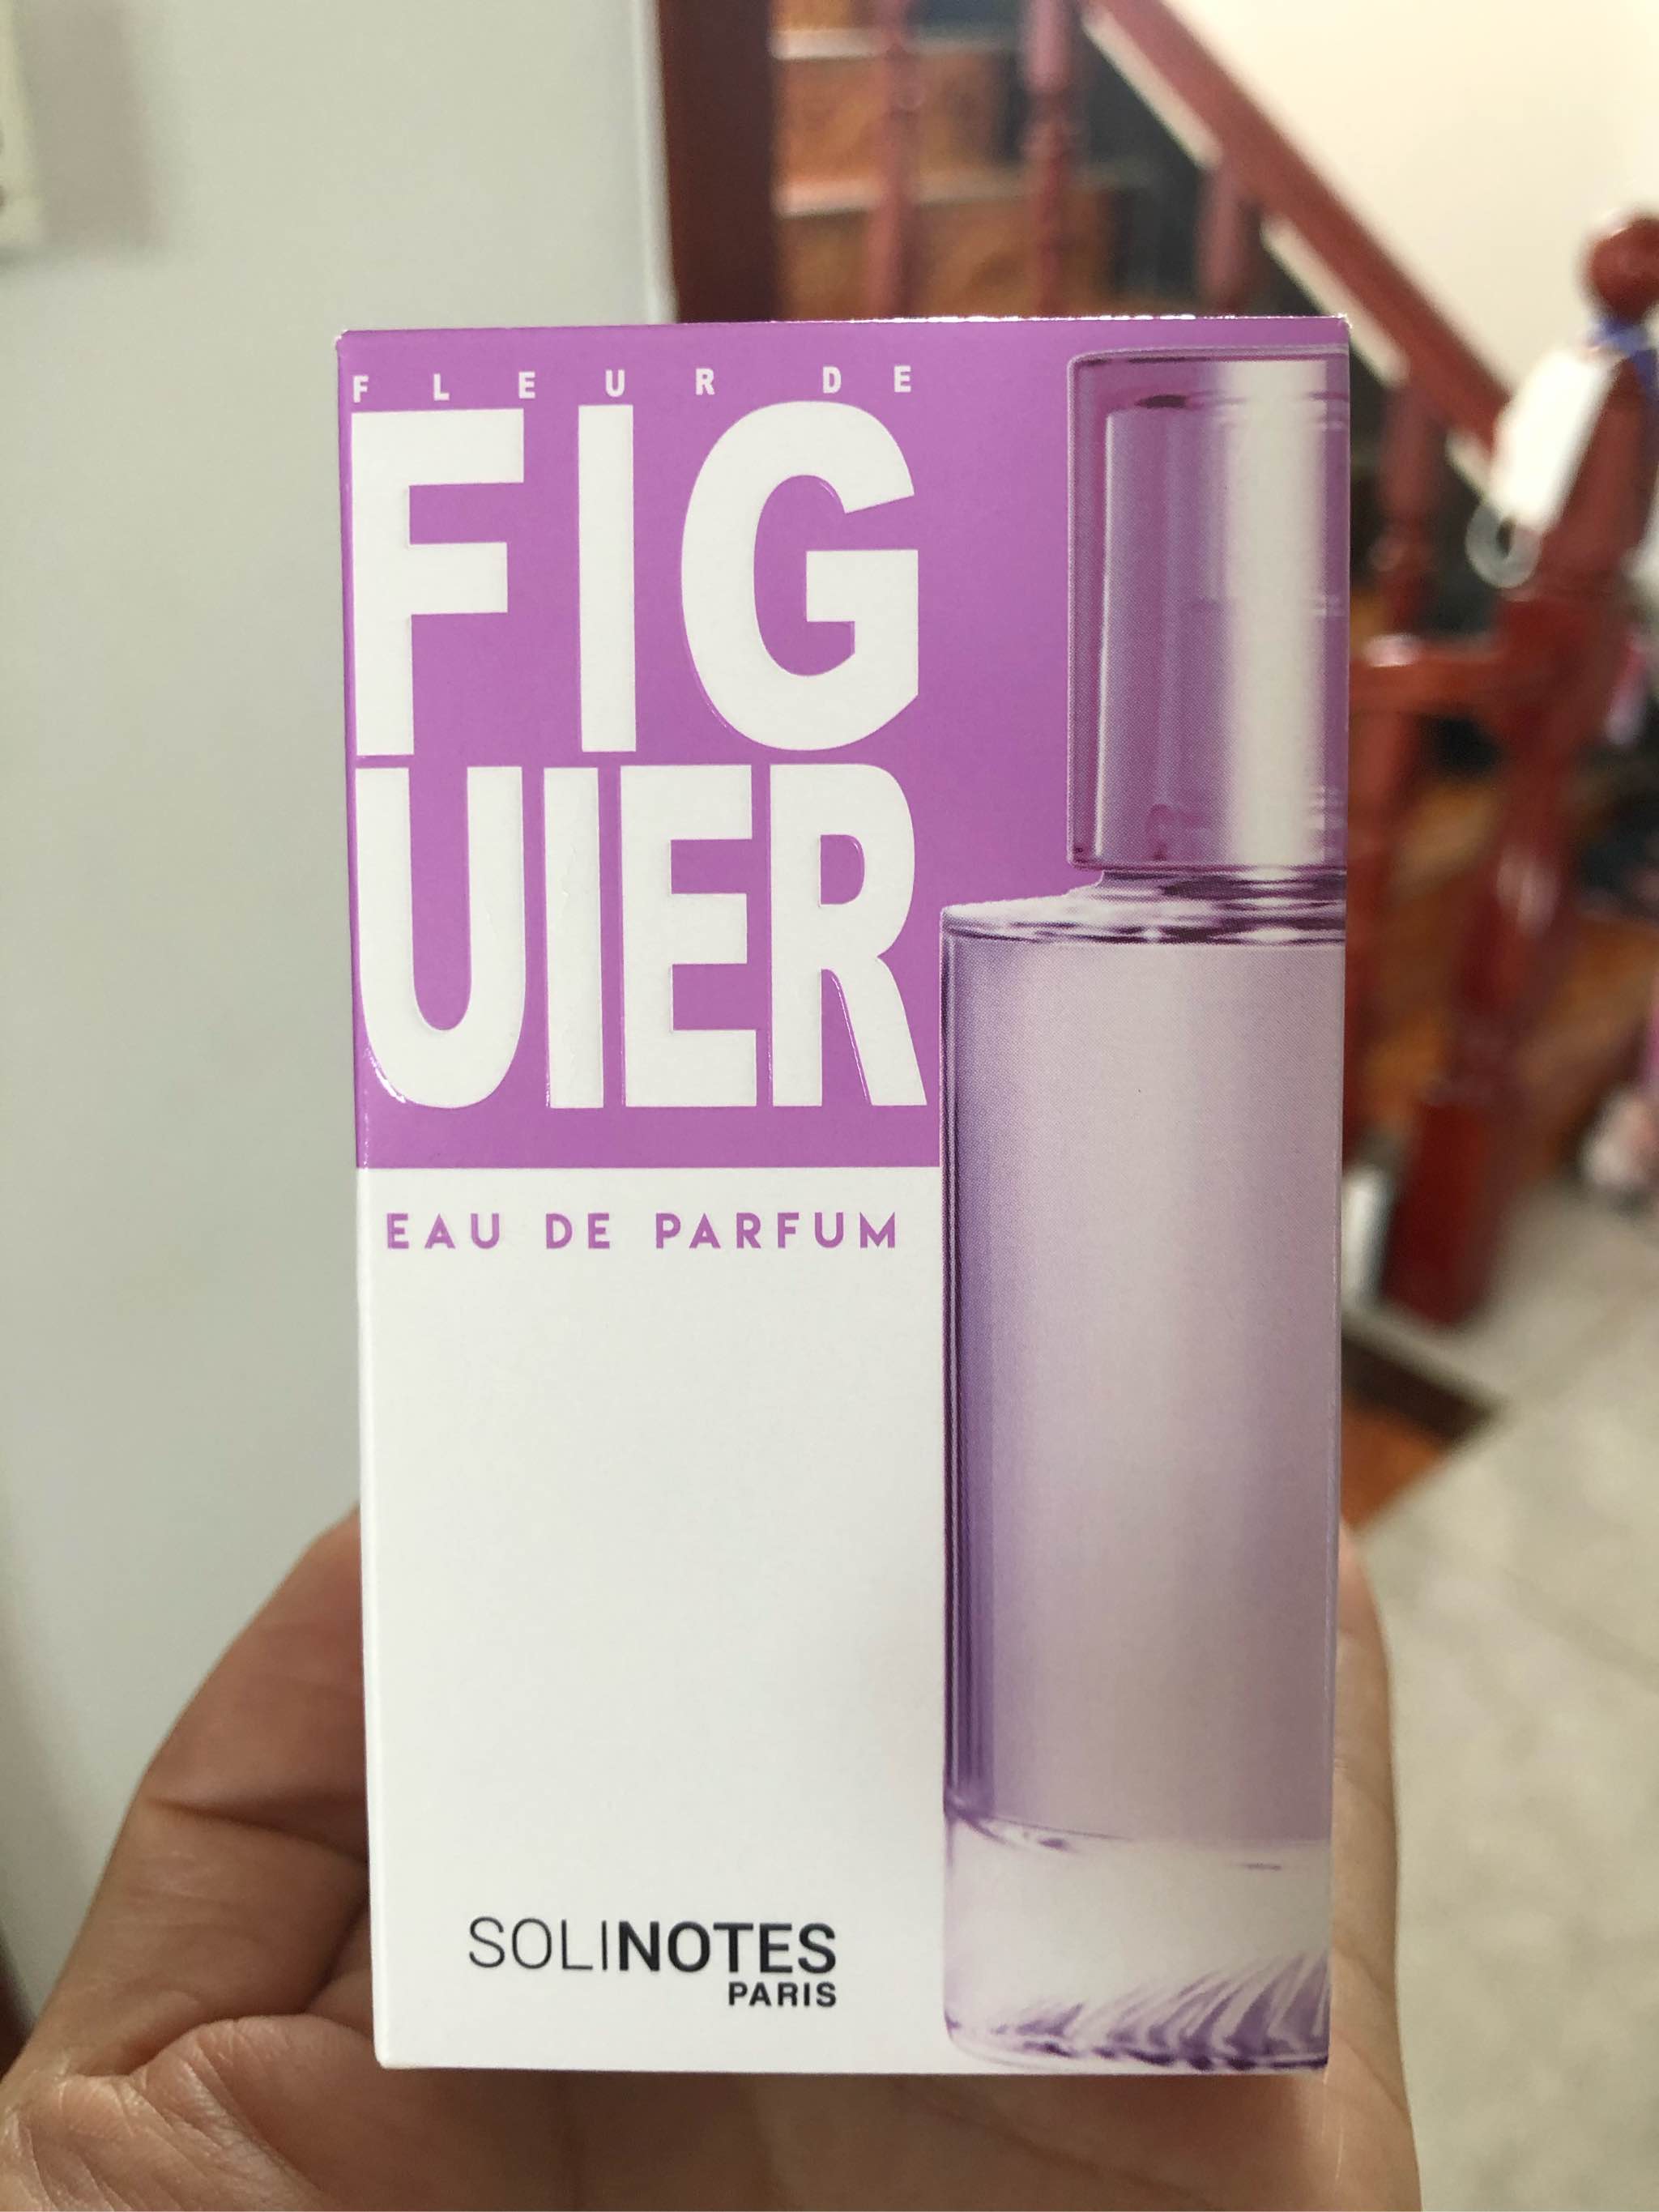 FLEUR DE
FIG
UIER
EAU DE PARFUM
SOLINOTES
PARIS